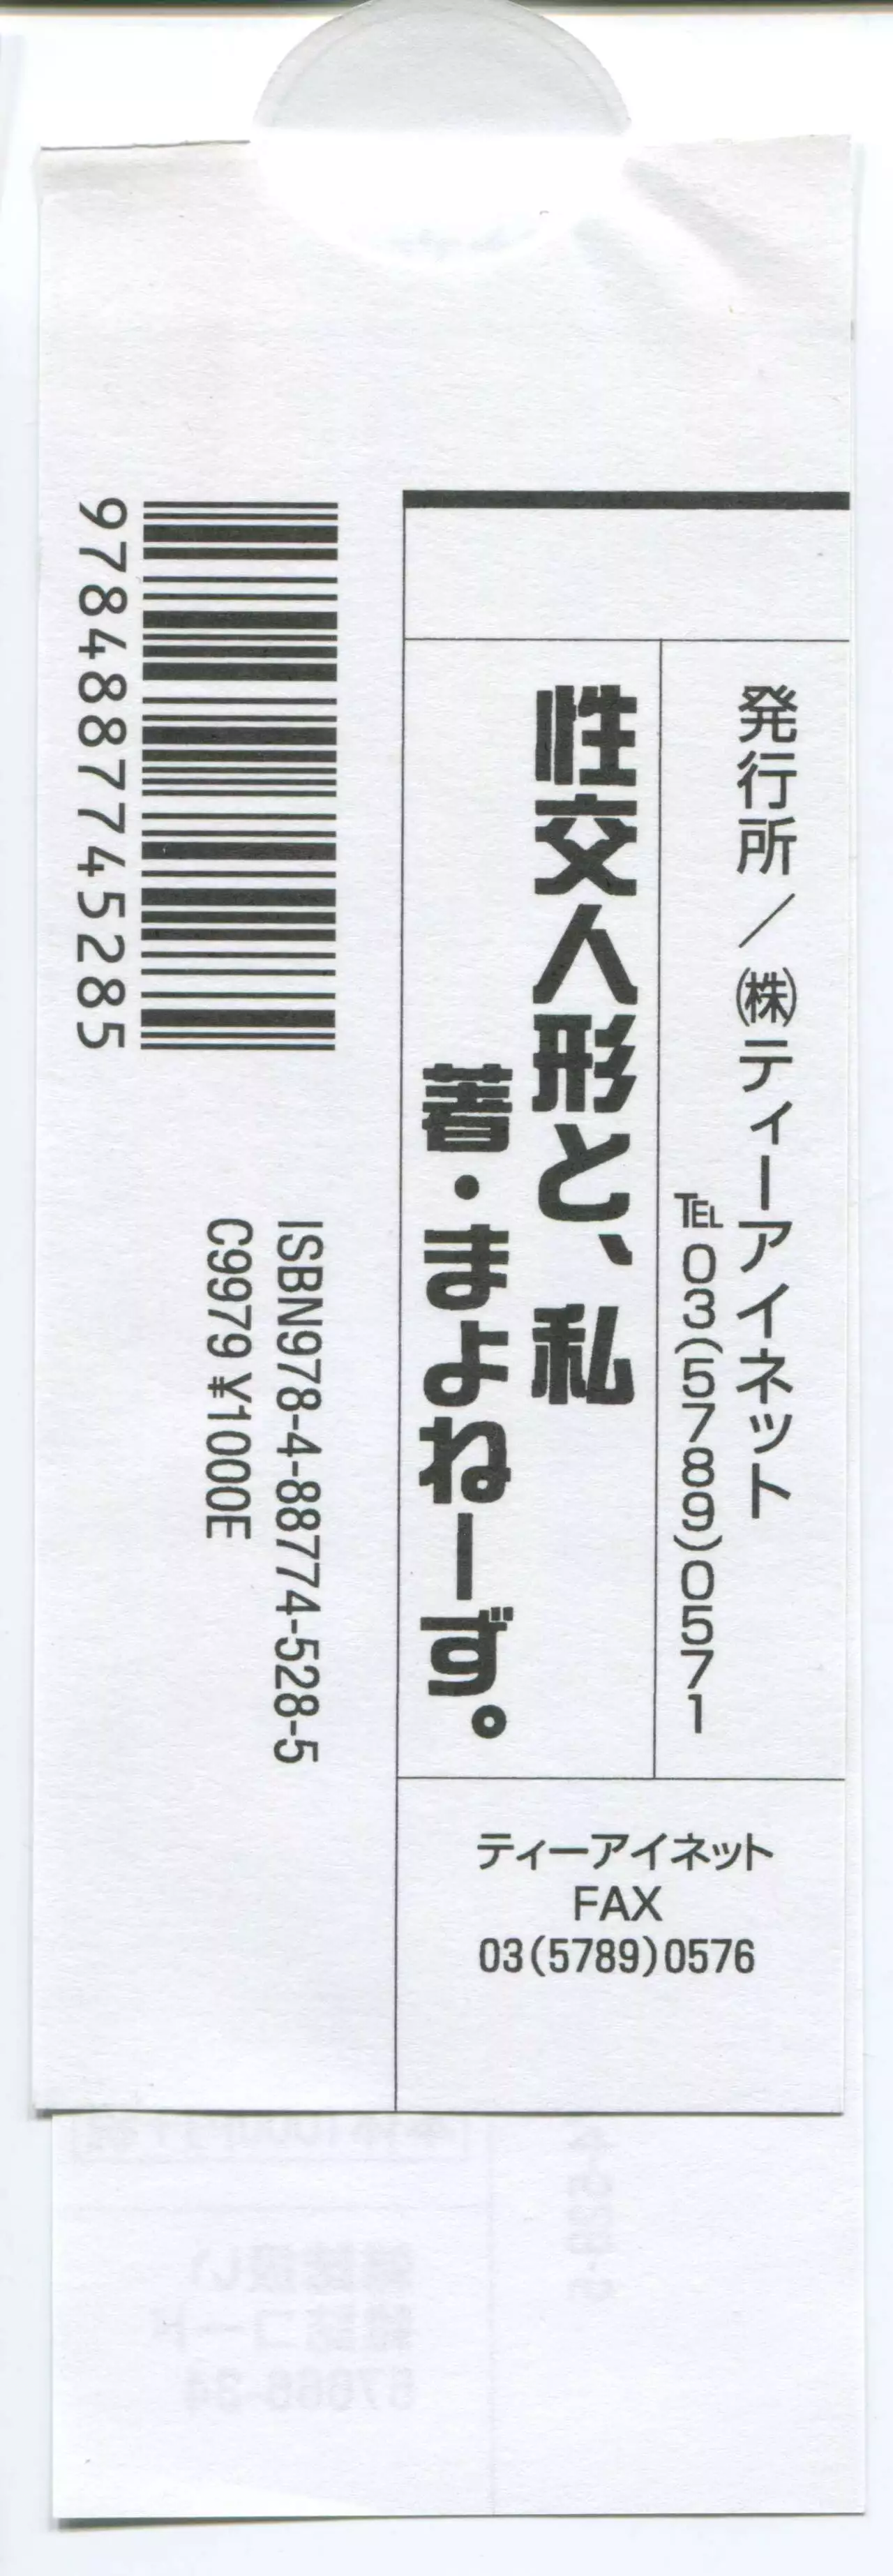 発行所／㈱ティーアイネット
TEL 03(5789)0571
性交人形と、私
著・まよねーず。
9784887745285
ISBN978-4-88774-528-5
C9979 ¥1000E
ティーアイネット
FAX
03(5789)0576